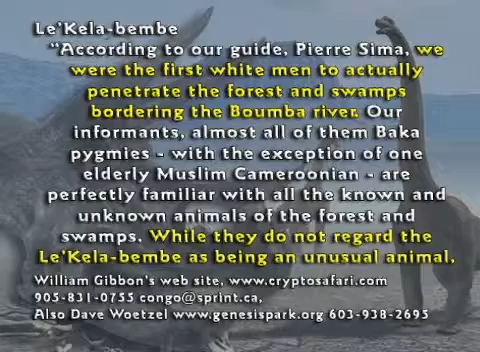 Le'Kela-bembe
"According to our guide, Pierre Sima, we
were the first white men to actually
penetrate the forest and swamps
bordering the Boumba river. Our
informants, almost all of them Baka
pygmies - with the exception of one
elderly Muslim Cameroonian - are
perfectly familiar with all the known and
unknown animals of the forest and
swamps. While they do not regard the
Le'Kela-bembe as being an unusual animal,
William Gibbon's web site, www.cryptosafari.com
905-831-0755 congo@sprint.ca,
Also Dave Woetzel www.genesispark.org 603-938-2695